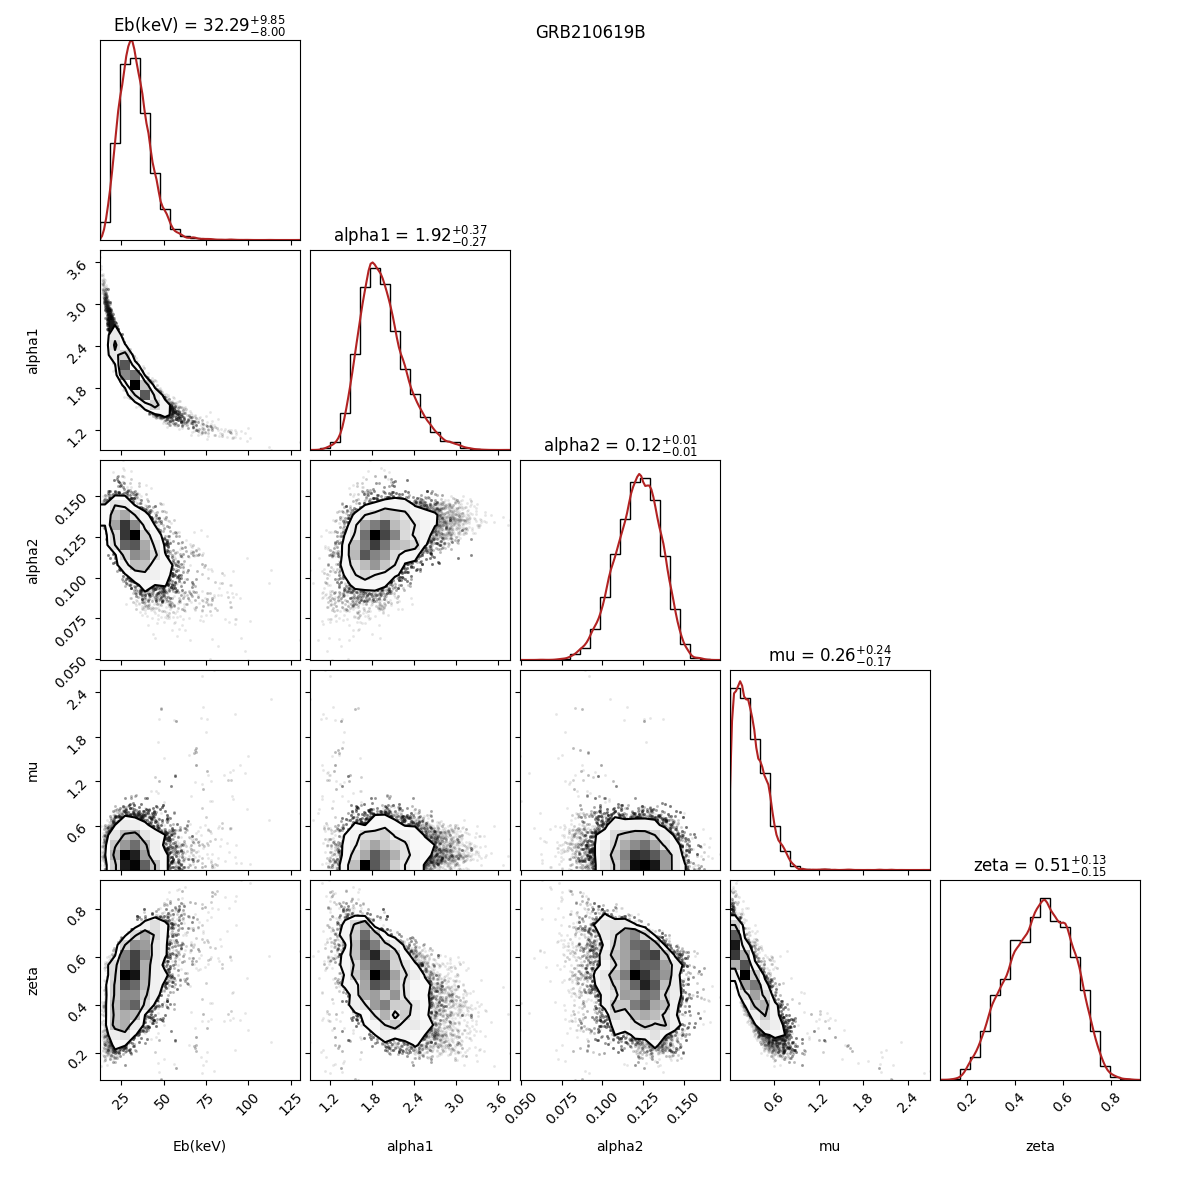 GRB210619B
Eb(keV) = 32.29+9.85−8.00
alpha1 = 1.92+0.37−0.27
alpha2 = 0.12+0.01−0.01
mu = 0.26+0.24−0.17
zeta = 0.51+0.13−0.15
3.6
3.0
2.4
1.8
1.2
alpha1
0.150
0.125
0.100
0.075
0.050
alpha2
2.4
1.8
1.2
0.6
mu
0.8
0.6
0.4
0.2
zeta
25 50 75 100 125
1.2 1.8 2.4 3.0 3.6
0.050 0.075 0.100 0.125 0.150
0.6 1.2 1.8 2.4
0.2 0.4 0.6 0.8
Eb(keV)
alpha1
alpha2
mu
zeta